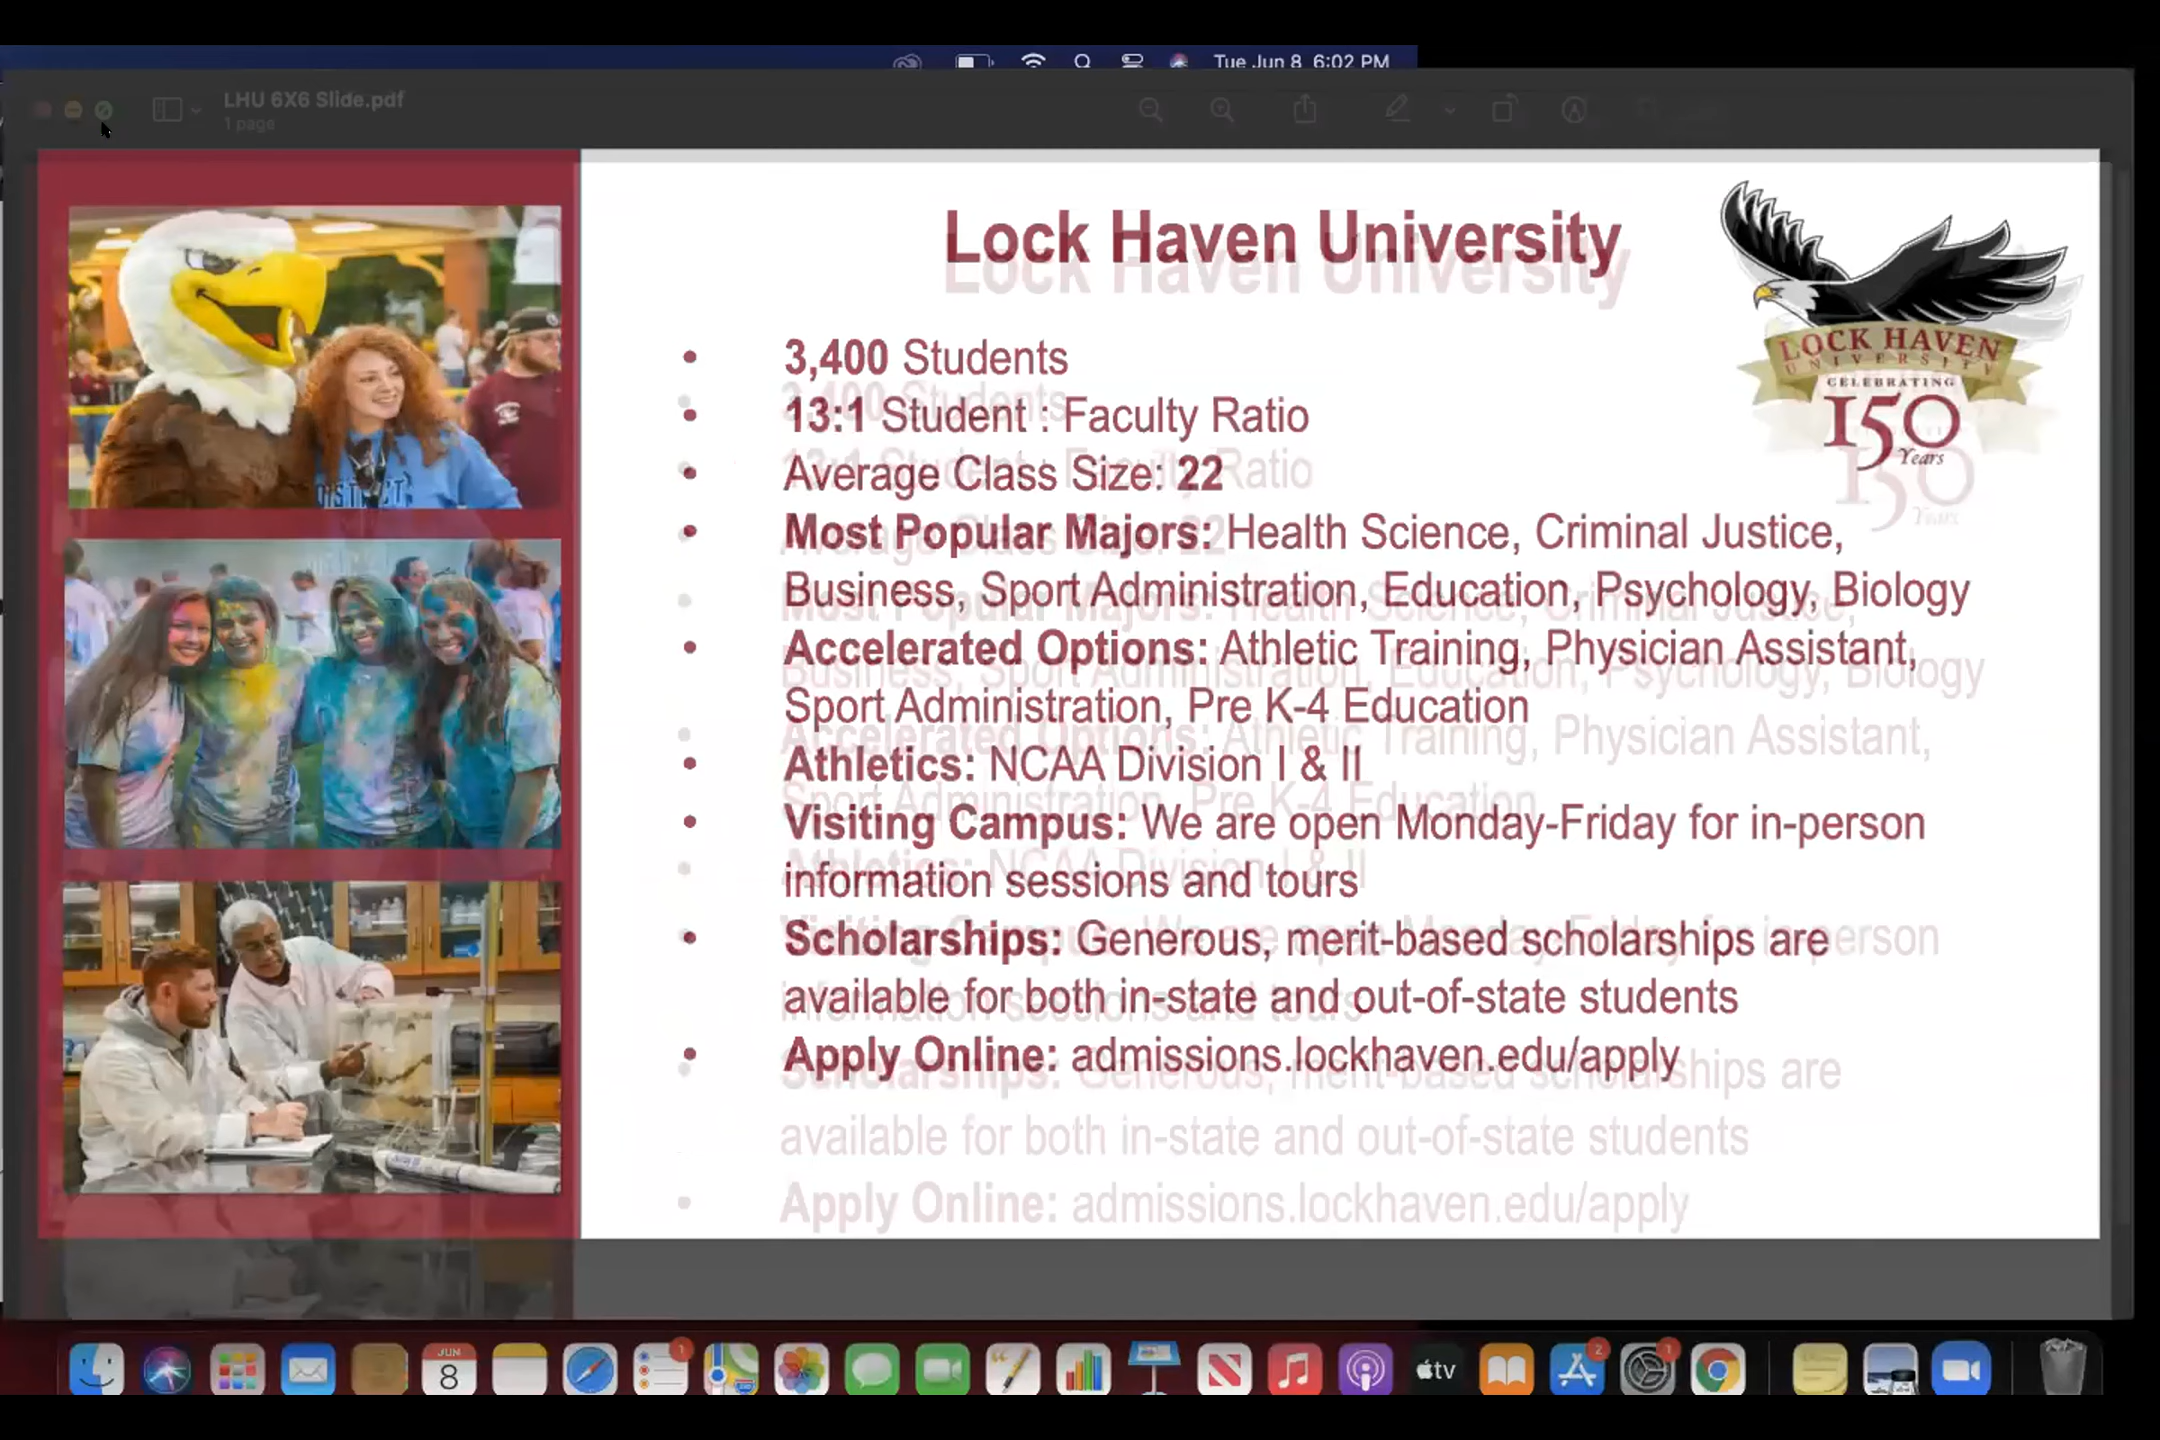 Tue Jun 8 6:02 PM
LHU 6X6 Slide.pdf
1 page
Lock Haven University
LOCK HAVEN
UNIVERSITY
CELEBRATING
150
Years
• 3,400 Students
• 13:1 Student : Faculty Ratio
• Average Class Size: 22
• Most Popular Majors: Health Science, Criminal Justice,
Business, Sport Administration, Education, Psychology, Biology
• Accelerated Options: Athletic Training, Physician Assistant,
Sport Administration, Pre K-4 Education
• Athletics: NCAA Division I & II
• Visiting Campus: We are open Monday-Friday for in-person
information sessions and tours
• Scholarships: Generous, merit-based scholarships are
available for both in-state and out-of-state students
• Apply Online: admissions.lockhaven.edu/apply
JUN
8
1
tv
2
1